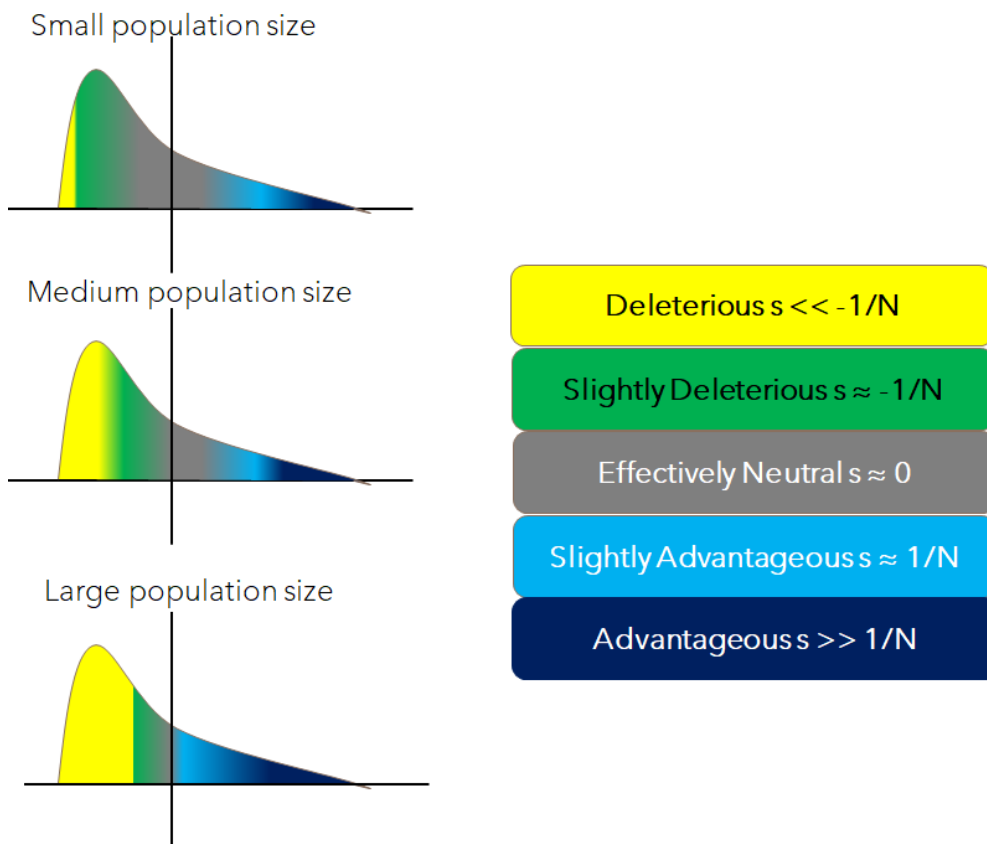 Small population size
Medium population size
Large population size
Deleterious s << -1/N
Slightly Deleterious s ≈ -1/N
Effectively Neutral s ≈ 0
Slightly Advantageous s ≈ 1/N
Advantageous s >> 1/N